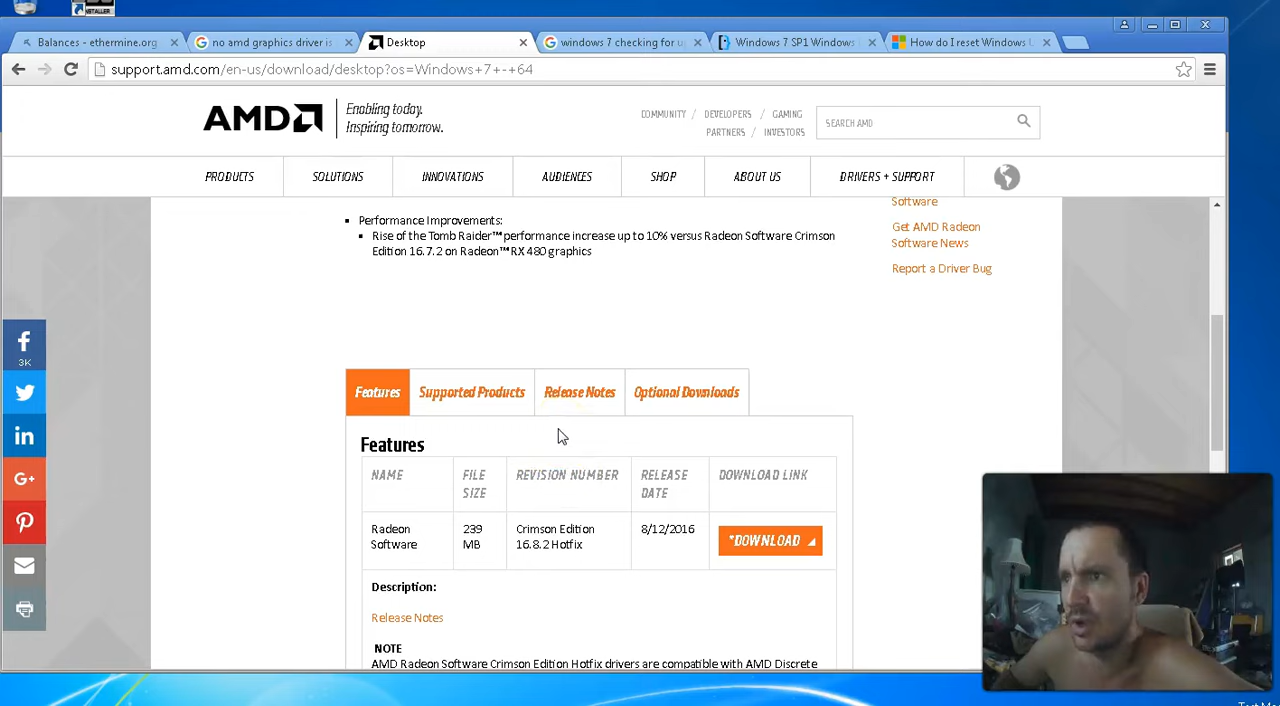 NSTALLER
Balances - ethermine.org
no amd graphics driver is
Desktop
windows 7 checking for u
Windows 7 SP1 Windows
How do I reset Windows U
support.amd.com/en-us/download/desktop?os=Windows+7+-+64
AMD
Enabling today.
Inspiring tomorrow.
COMMUNITY / DEVELOPERS / GAMING
PARTNERS / INVESTORS
SEARCH AMD
PRODUCTS
SOLUTIONS
INNOVATIONS
AUDIENCES
SHOP
ABOUT US
DRIVERS + SUPPORT
Software
Get AMD Radeon
Software News
Report a Driver Bug
Performance Improvements:
Rise of the Tomb Raider™ performance increase up to 10% versus Radeon Software Crimson
Edition 16.7.2 on Radeon™ RX 480 graphics
3K
Features
Supported Products
Release Notes
Optional Downloads
Features
NAME
FILE
SIZE
REVISION NUMBER
RELEASE
DATE
DOWNLOAD LINK
Radeon
Software
239
MB
Crimson Edition
16.8.2 Hotfix
8/12/2016
*DOWNLOAD
Description:
Release Notes
NOTE
AMD Radeon Software Crimson Edition Hotfix drivers are compatible with AMD Discrete